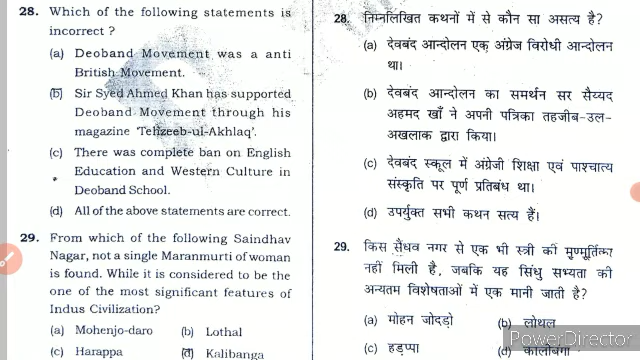 28. Which of the following statements is
incorrect ?
(a) Deoband Movement was a anti
British Movement.
(b) Sir Syed Ahmed Khan has supported
Deoband Movement through his
magazine 'Tehzeeb-ul-Akhlaq'.
(c) There was complete ban on English
Education and Western Culture in
Deoband School.
(d) All of the above statements are correct.
29. From which of the following Saindhav
Nagar, not a single Maranmurti of woman
is found. While it is considered to be the
one of the most significant features of
Indus Civilization?
(a) Mohenjo-daro (b) Lothal
(c) Harappa (d) Kalibanga
28. निम्नलिखित कथनों में से कौन सा असत्य है?
(a) देवबंद आन्दोलन एक अंग्रेज विरोधी आन्दोलन
था।
(b) देवबंद आन्दोलन का समर्थन सर सैय्यद
अहमद खाँ ने अपनी पत्रिका तहजीब-उल-
अखलाक द्वारा किया।
(c) देवबंद स्कूल में अंग्रेजी शिक्षा एवं पाश्चात्य
संस्कृति पर पूर्ण प्रतिबंध था।
(d) उपर्युक्त सभी कथन सत्य हैं।
29. किस सैंधव नगर से एक भी स्त्री की मृण्मूर्तिका
नहीं मिली है, जबकि यह सिंधु सभ्यता की
अन्यतम विशेषताओं में एक मानी जाती है?
(a) मोहन जोदड़ो (b) लोथल
(c) हड़प्पा (d) कालीबंगा
PowerDirector